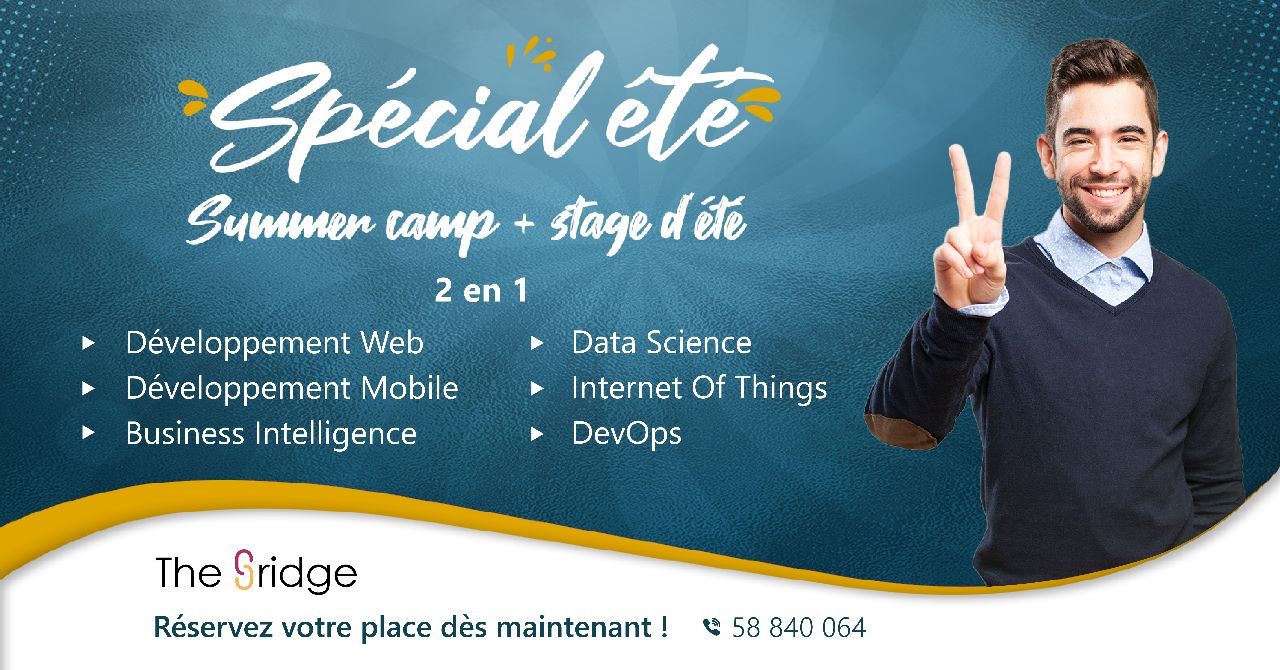 Spécial été
Summer camp + stage d'été
2 en 1
Développement Web
Développement Mobile
Business Intelligence
Data Science
Internet Of Things
DevOps
The Bridge
Réservez votre place dès maintenant !
58 840 064